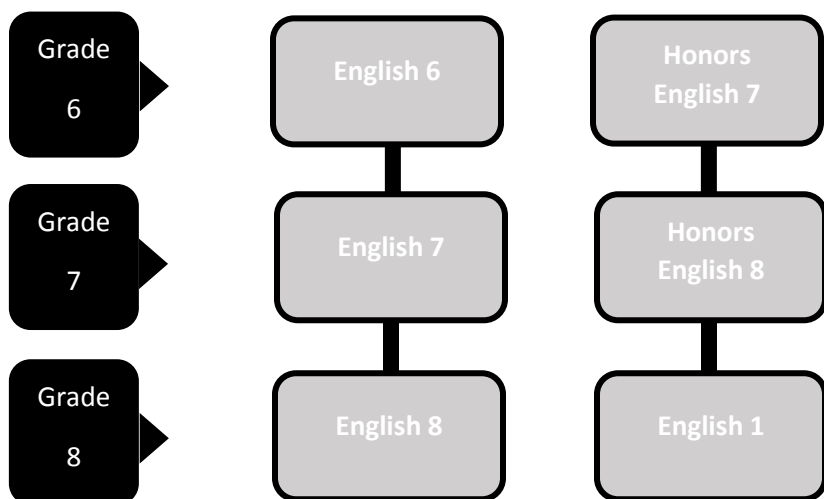 Grade
6
English 6
Honors
English 7
Grade
7
English 7
Honors
English 8
Grade
8
English 8
English 1